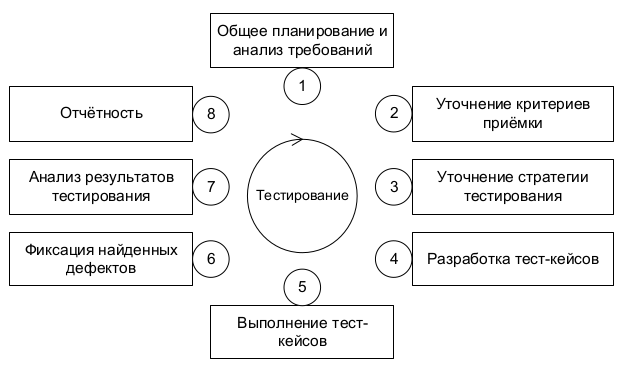 Общее планирование и
анализ требований
1
2
Уточнение критериев
приёмки
3
Уточнение стратегии
тестирования
4
Разработка тест-кейсов
5
Выполнение тест-
кейсов
6
Фиксация найденных
дефектов
7
Анализ результатов
тестирования
8
Отчётность
Тестирование